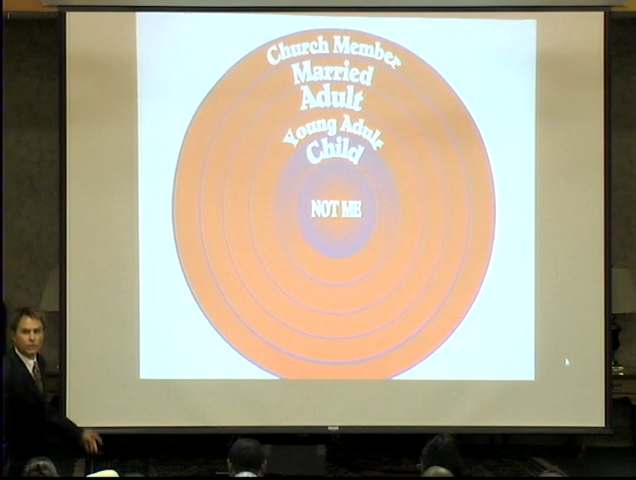 Church Member
Married
Adult
Young Adult
Child
NOT ME